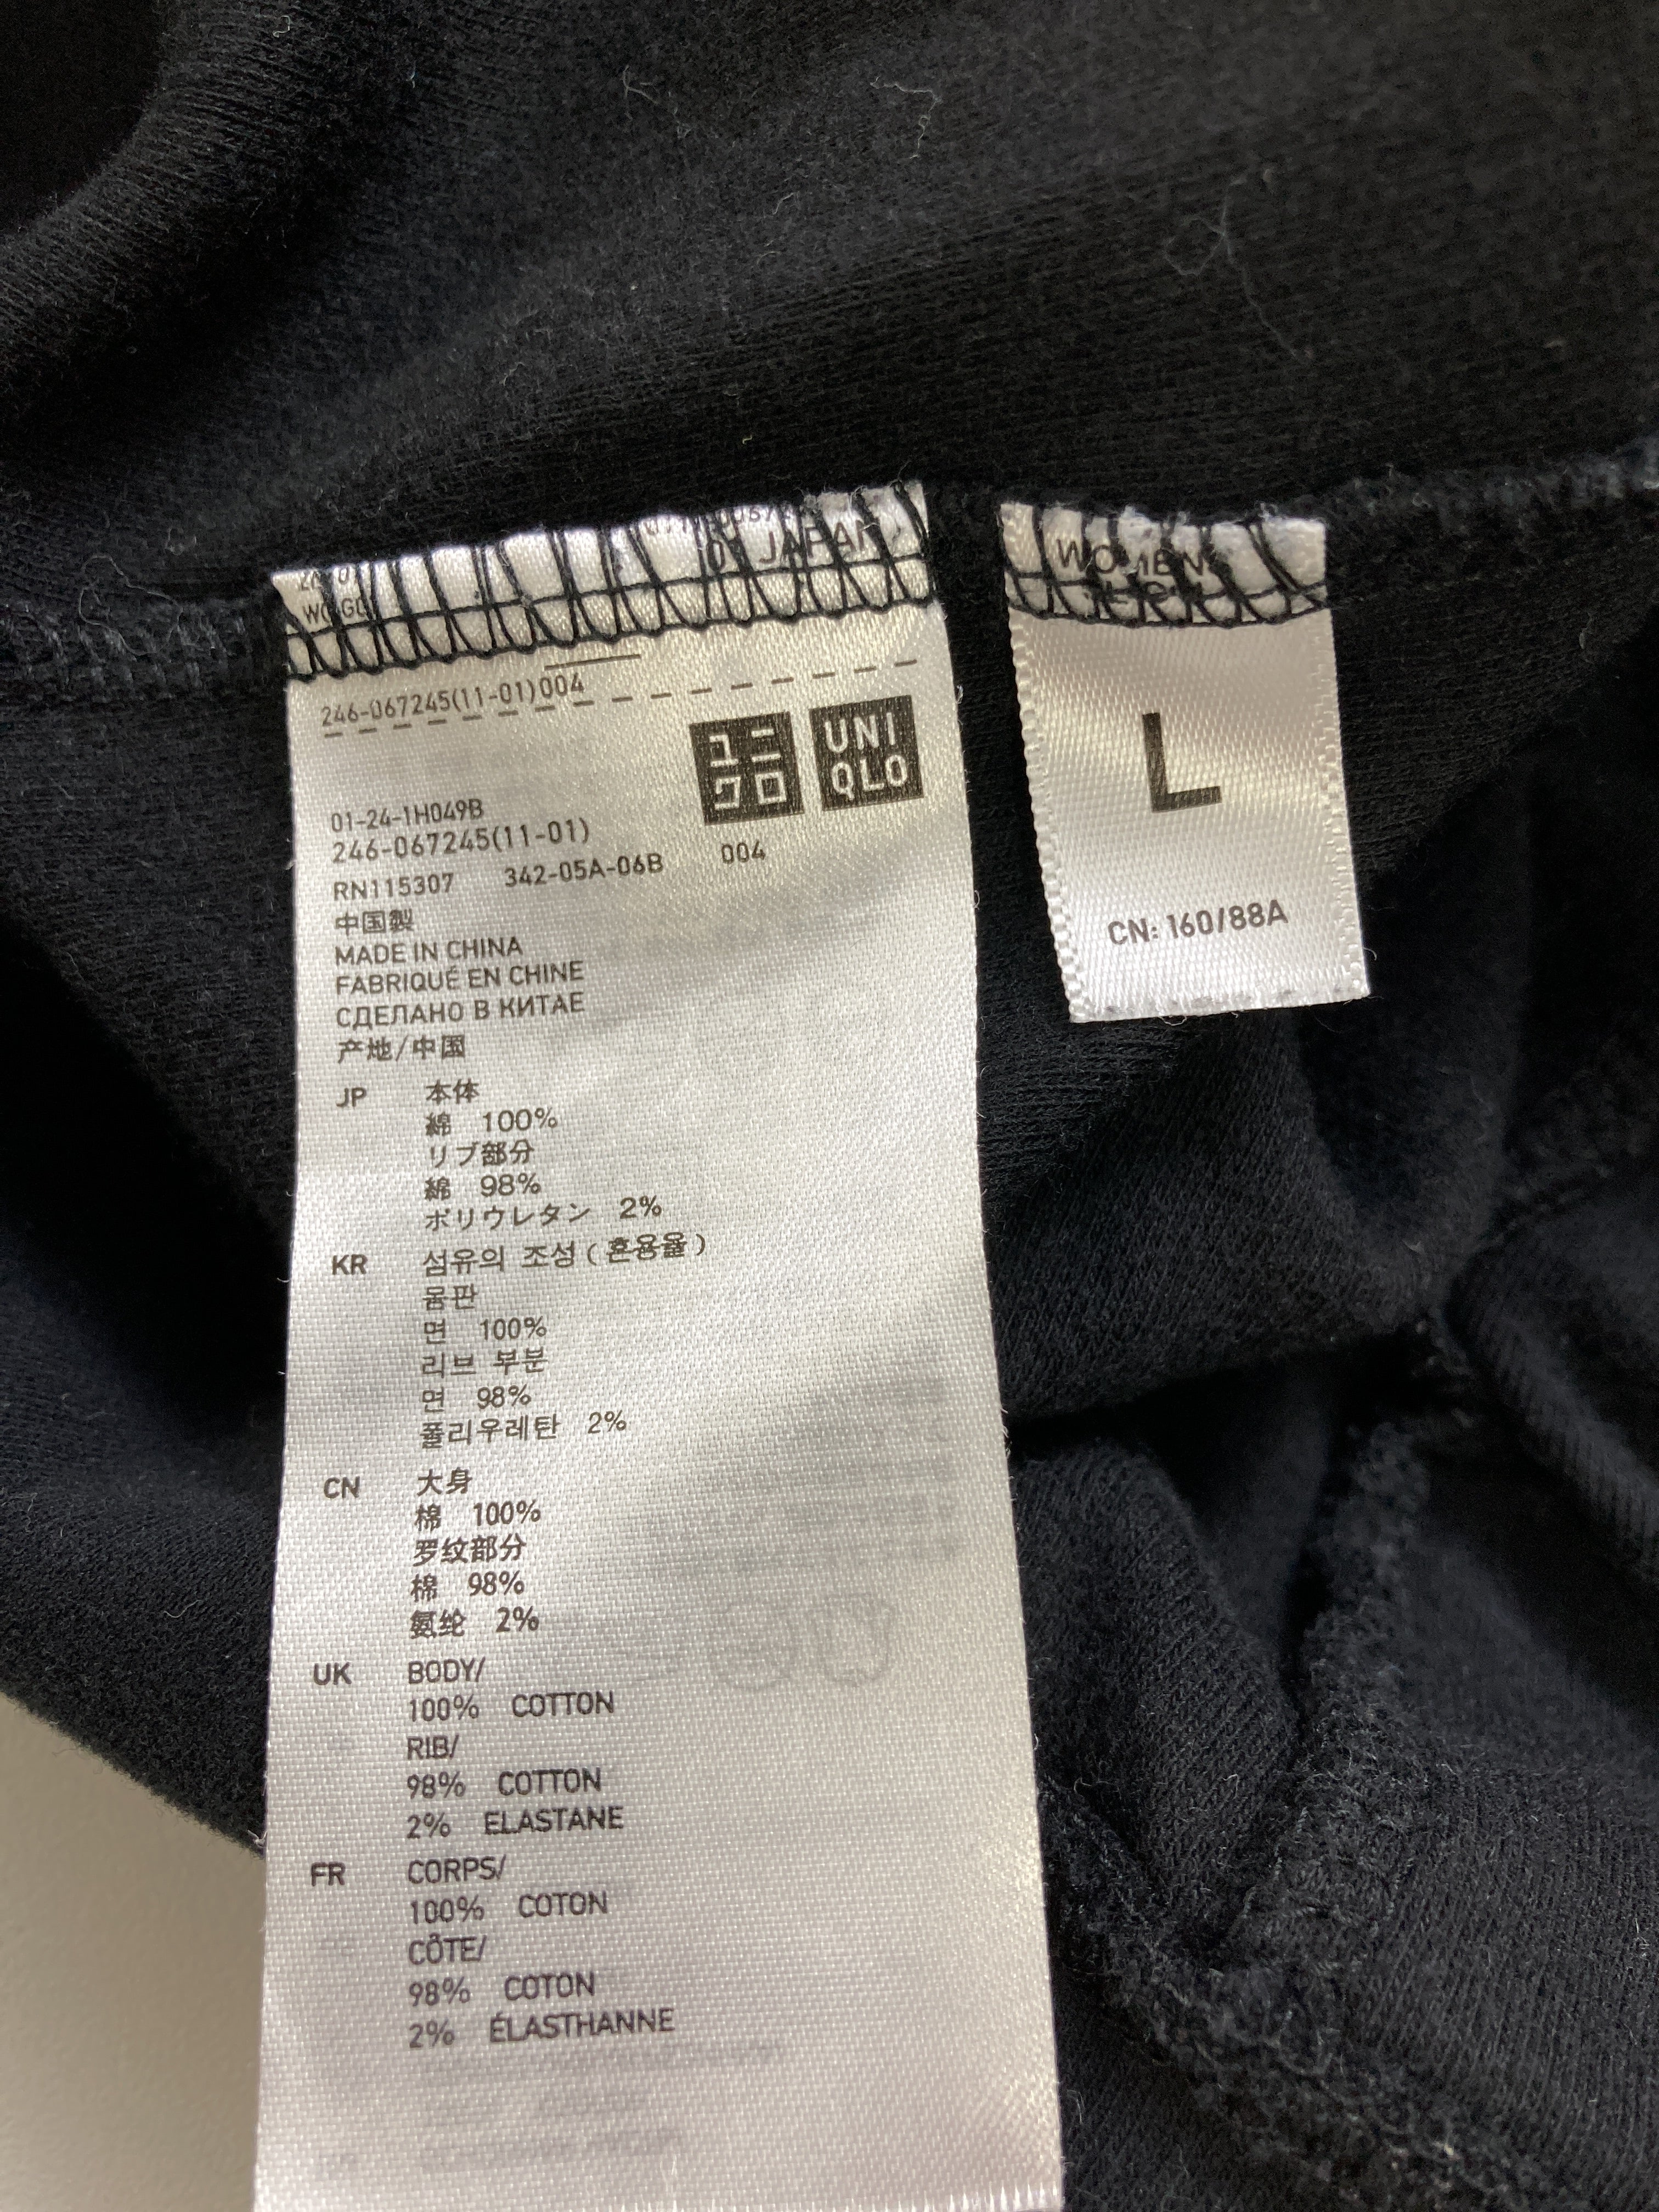 JAPAN
246-067245(11-01)004
ユニ
クロ
UNI
QLO
01-24-1H049B
246-067245(11-01)
RN115307 342-05A-06B 004
中国製
MADE IN CHINA
FABRIQUÉ EN CHINE
СДЕЛАНО В КИТАЕ
产地/中国
JP 本体
綿 100%
リブ部分
綿 98%
ポリウレタン 2%
KR 섬유의 조성(혼용율)
몸판
면 100%
리브 부분
면 98%
폴리우레탄 2%
CN 大身
棉 100%
罗纹部分
棉 98%
氨纶 2%
UK BODY/
100% COTTON
RIB/
98% COTTON
2% ELASTANE
FR CORPS/
100% COTON
CÔTE/
98% COTON
2% ÉLASTHANNE
WOMEN
L
CN: 160/88A